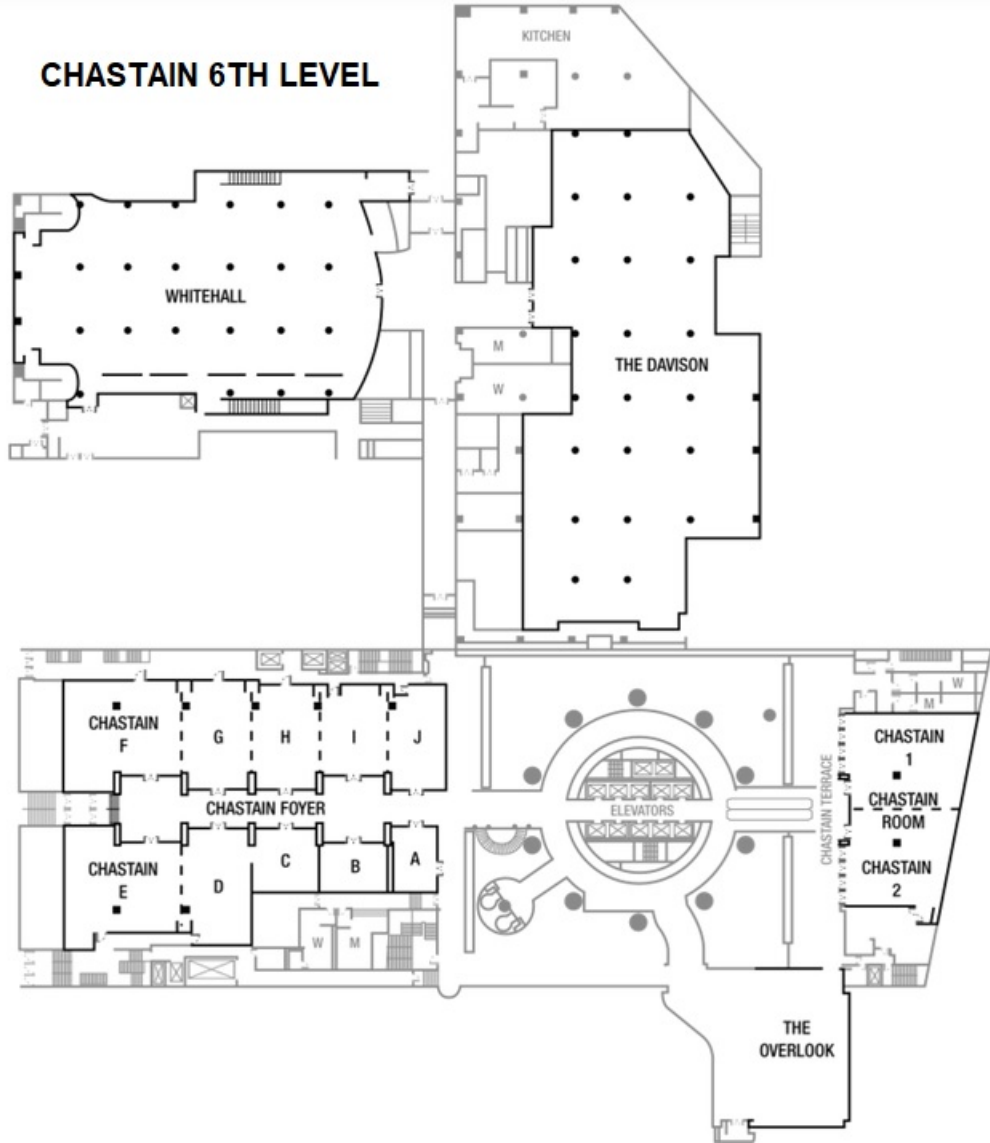 CHASTAIN 6TH LEVEL
KITCHEN
WHITEHALL
THE DAVISON
M
W
CHASTAIN
F
G
H
I
J
CHASTAIN FOYER
CHASTAIN
E
D
C
B
A
W
M
ELEVATORS
CHASTAIN TERRACE
W
M
CHASTAIN
1
CHASTAIN
ROOM
CHASTAIN
2
THE
OVERLOOK